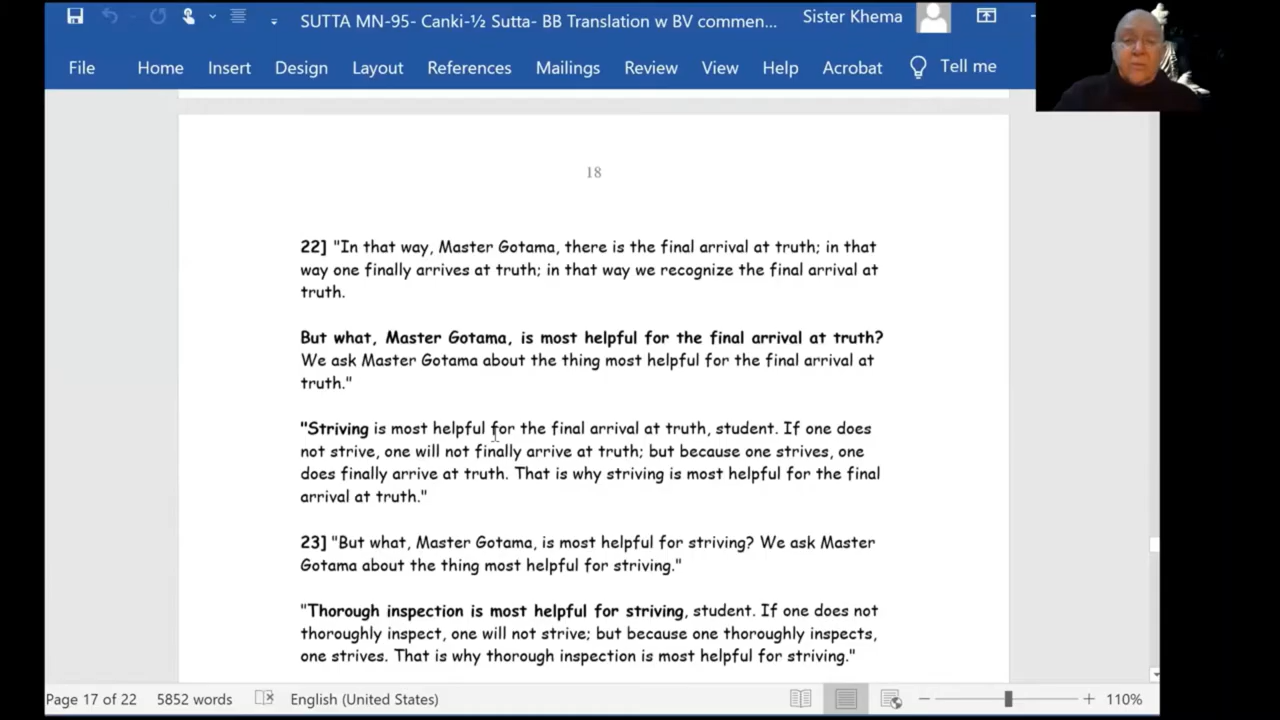 SUTTA MN-95- Canki-½ Sutta- BB Translation w BV commen...
Sister Khema
File Home Insert Design Layout References Mailings Review View Help Acrobat Tell me
18
22] "In that way, Master Gotama, there is the final arrival at truth; in that
way one finally arrives at truth; in that way we recognize the final arrival at
truth.
But what, Master Gotama, is most helpful for the final arrival at truth?
We ask Master Gotama about the thing most helpful for the final arrival at
truth."
"Striving is most helpful for the final arrival at truth, student. If one does
not strive, one will not finally arrive at truth; but because one strives, one
does finally arrive at truth. That is why striving is most helpful for the final
arrival at truth."
23] "But what, Master Gotama, is most helpful for striving? We ask Master
Gotama about the thing most helpful for striving."
"Thorough inspection is most helpful for striving, student. If one does not
thoroughly inspect, one will not strive; but because one thoroughly inspects,
one strives. That is why thorough inspection is most helpful for striving."
Page 17 of 22 5852 words English (United States) 110%